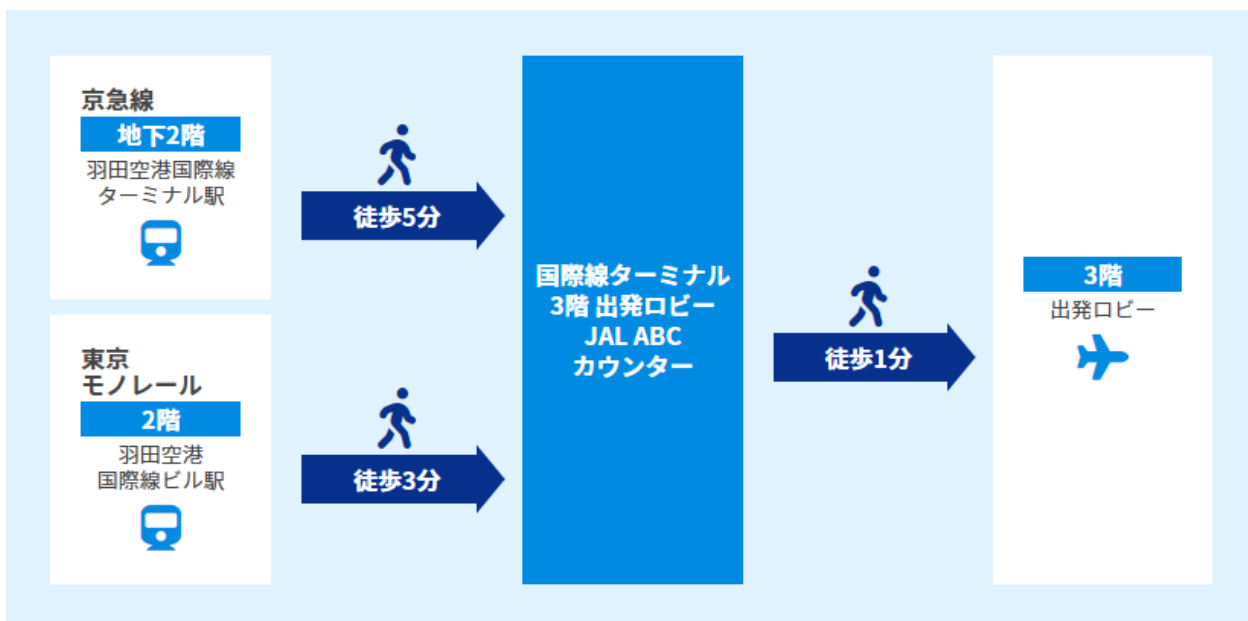 京急線
地下2階
羽田空港国際線
ターミナル駅
徒歩5分
東京
モノレール
2階
羽田空港
国際線ビル駅
徒歩3分
国際線ターミナル
3階 出発ロビー
JAL ABC
カウンター
徒歩1分
3階
出発ロビー